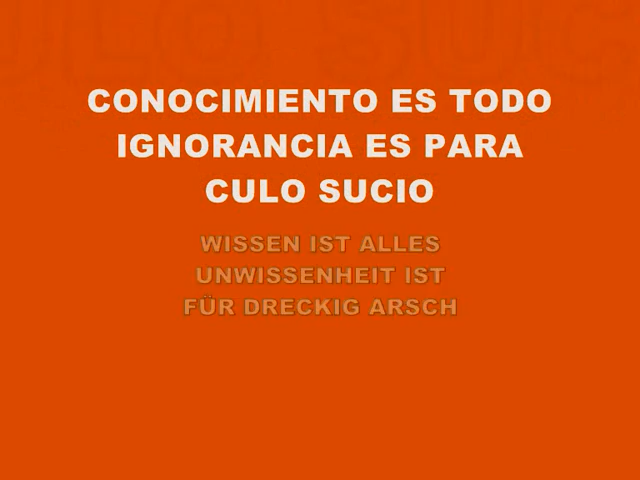 CONOCIMIENTO ES TODO
IGNORANCIA ES PARA
CULO SUCIO
WISSEN IST ALLES
UNWISSENHEIT IST
FÜR DRECKIG ARSCH